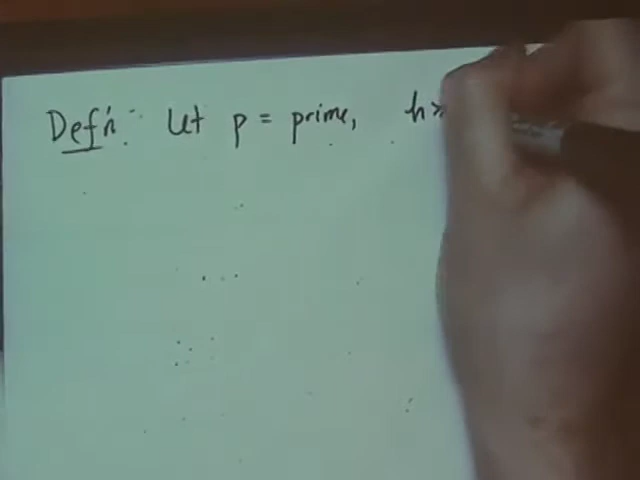 Def'n: Let p = prime, h>